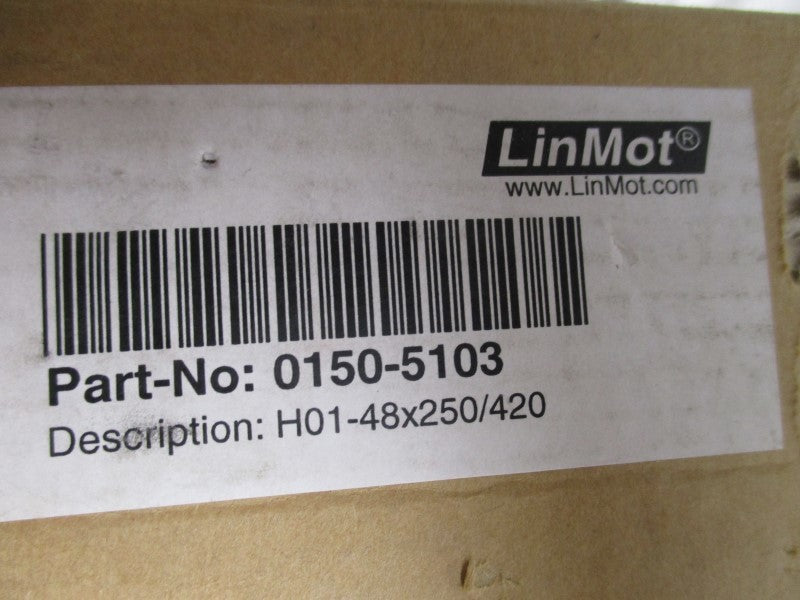 LinMot®
www.LinMot.com
Part-No: 0150-5103
Description: H01-48x250/420